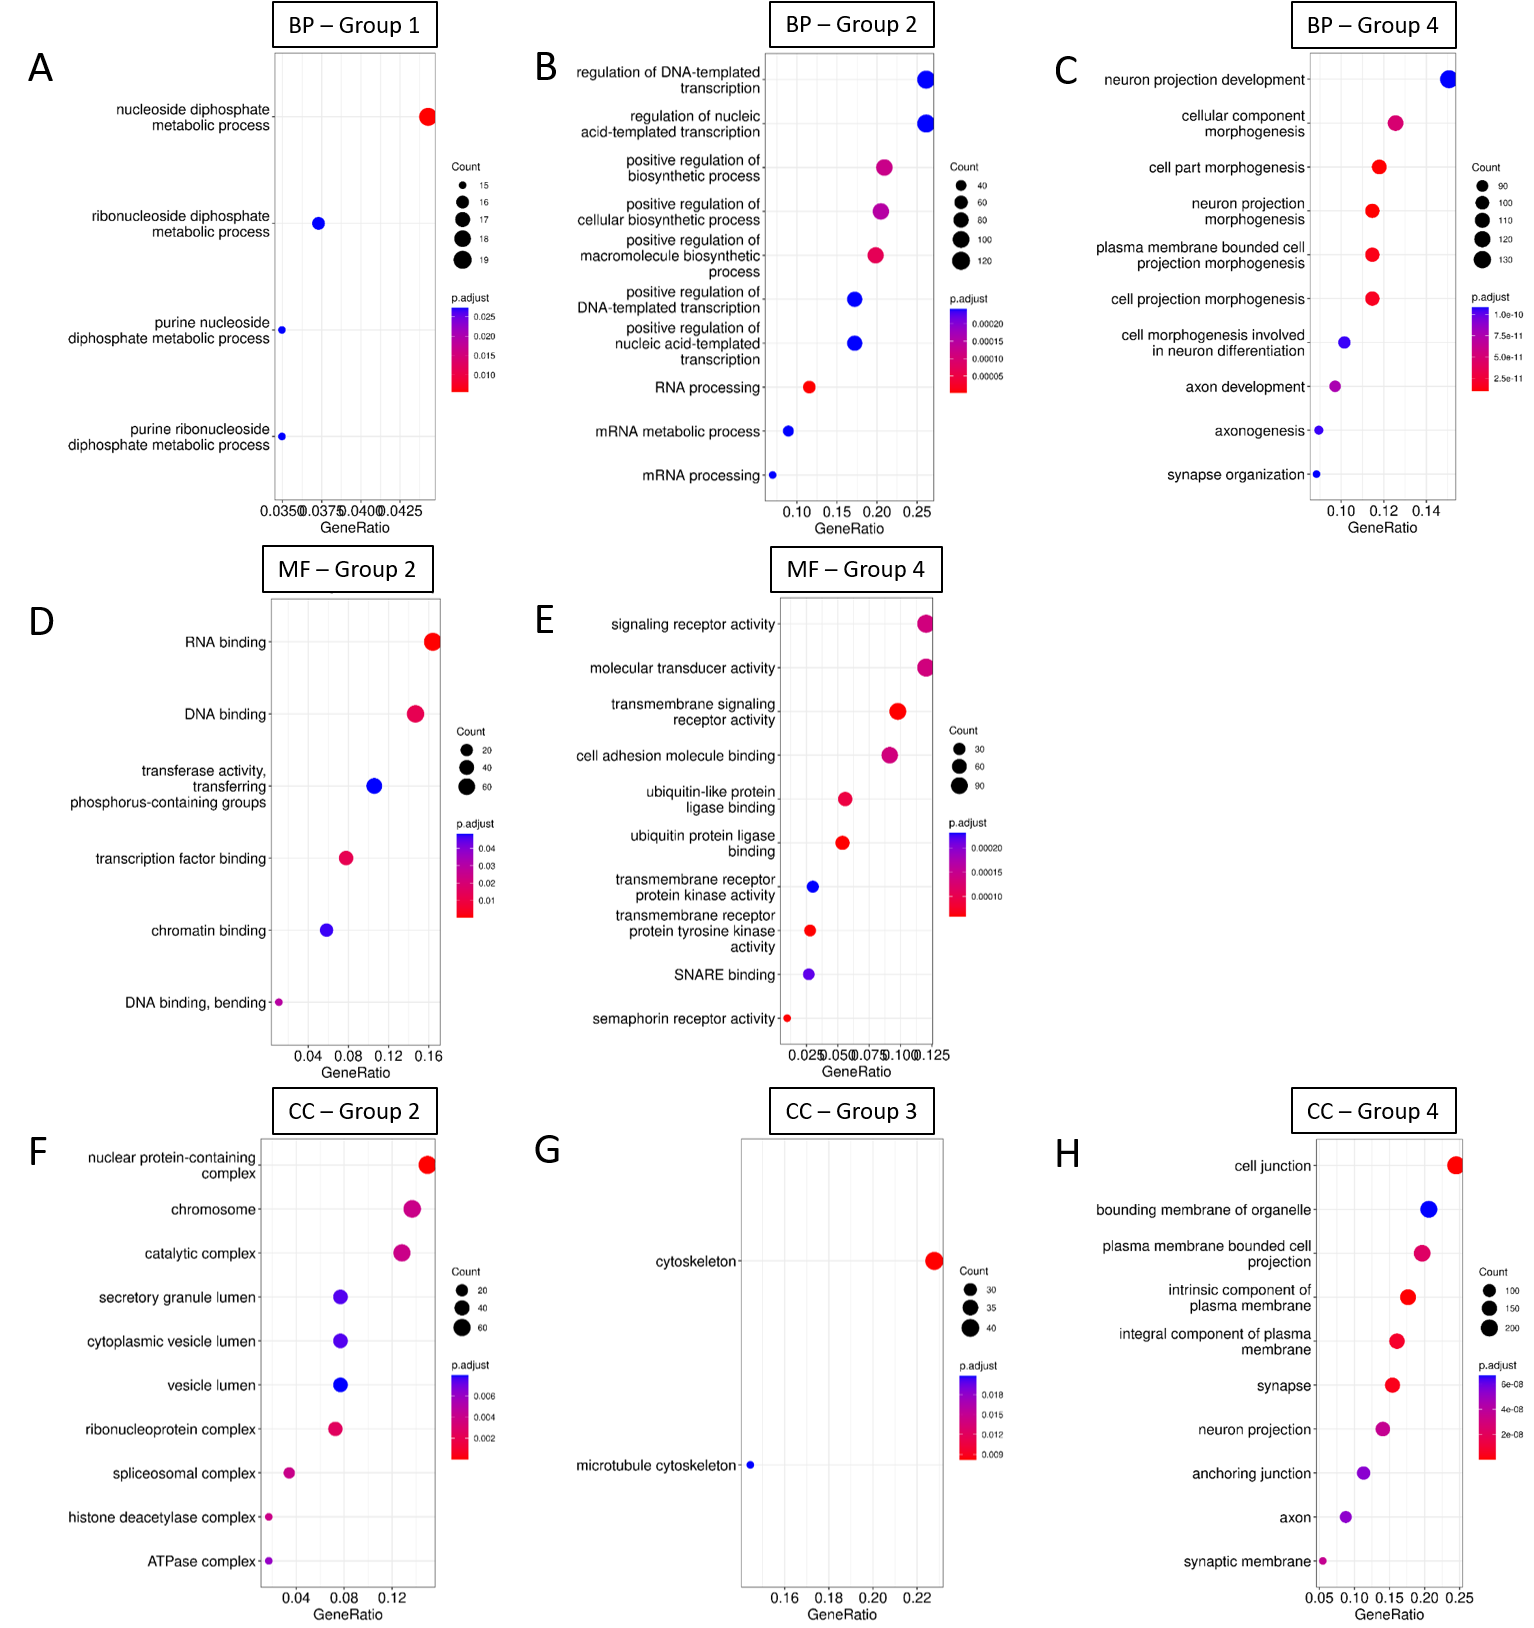 BP – Group 1
A
nucleoside diphosphate
metabolic process
ribonucleoside diphosphate
metabolic process
purine nucleoside
diphosphate metabolic process
purine ribonucleoside
diphosphate metabolic process
0.0350 0.0375 0.0400 0.0425
GeneRatio
Count
15
16
17
18
19
p.adjust
0.025
0.020
0.015
0.010
BP – Group 2
B
regulation of DNA-templated
transcription
regulation of nucleic
acid-templated transcription
positive regulation of
biosynthetic process
positive regulation of
cellular biosynthetic process
positive regulation of
macromolecule biosynthetic
process
positive regulation of
DNA-templated transcription
positive regulation of
nucleic acid-templated
transcription
RNA processing
mRNA metabolic process
mRNA processing
0.10 0.15 0.20 0.25
GeneRatio
Count
40
60
80
100
120
p.adjust
0.00020
0.00015
0.00010
0.00005
BP – Group 4
C
neuron projection development
cellular component
morphogenesis
cell part morphogenesis
neuron projection
morphogenesis
plasma membrane bounded cell
projection morphogenesis
cell projection morphogenesis
cell morphogenesis involved
in neuron differentiation
axon development
axonogenesis
synapse organization
0.10 0.12 0.14
GeneRatio
Count
90
100
110
120
130
p.adjust
1.0e-10
7.5e-11
5.0e-11
2.5e-11
MF – Group 2
D
RNA binding
DNA binding
transferase activity,
transferring
phosphorus-containing groups
transcription factor binding
chromatin binding
DNA binding, bending
0.04 0.08 0.12 0.16
GeneRatio
Count
20
40
60
p.adjust
0.04
0.03
0.02
0.01
MF – Group 4
E
signaling receptor activity
molecular transducer activity
transmembrane signaling
receptor activity
cell adhesion molecule binding
ubiquitin-like protein
ligase binding
ubiquitin protein ligase
binding
transmembrane receptor
protein kinase activity
transmembrane receptor
protein tyrosine kinase
activity
SNARE binding
semaphorin receptor activity
0.025 0.050 0.075 0.100 0.125
GeneRatio
Count
30
60
90
p.adjust
0.00020
0.00015
0.00010
CC – Group 2
F
nuclear protein-containing
complex
chromosome
catalytic complex
secretory granule lumen
cytoplasmic vesicle lumen
vesicle lumen
ribonucleoprotein complex
spliceosomal complex
histone deacetylase complex
ATPase complex
0.04 0.08 0.12
GeneRatio
Count
20
40
60
p.adjust
0.006
0.004
0.002
CC – Group 3
G
cytoskeleton
microtubule cytoskeleton
0.16 0.18 0.20 0.22
GeneRatio
Count
30
35
40
p.adjust
0.018
0.015
0.012
0.009
CC – Group 4
H
cell junction
bounding membrane of organelle
plasma membrane bounded cell
projection
intrinsic component of
plasma membrane
integral component of plasma
membrane
synapse
neuron projection
anchoring junction
axon
synaptic membrane
0.05 0.10 0.15 0.20 0.25
GeneRatio
Count
100
150
200
p.adjust
6e-08
4e-08
2e-08